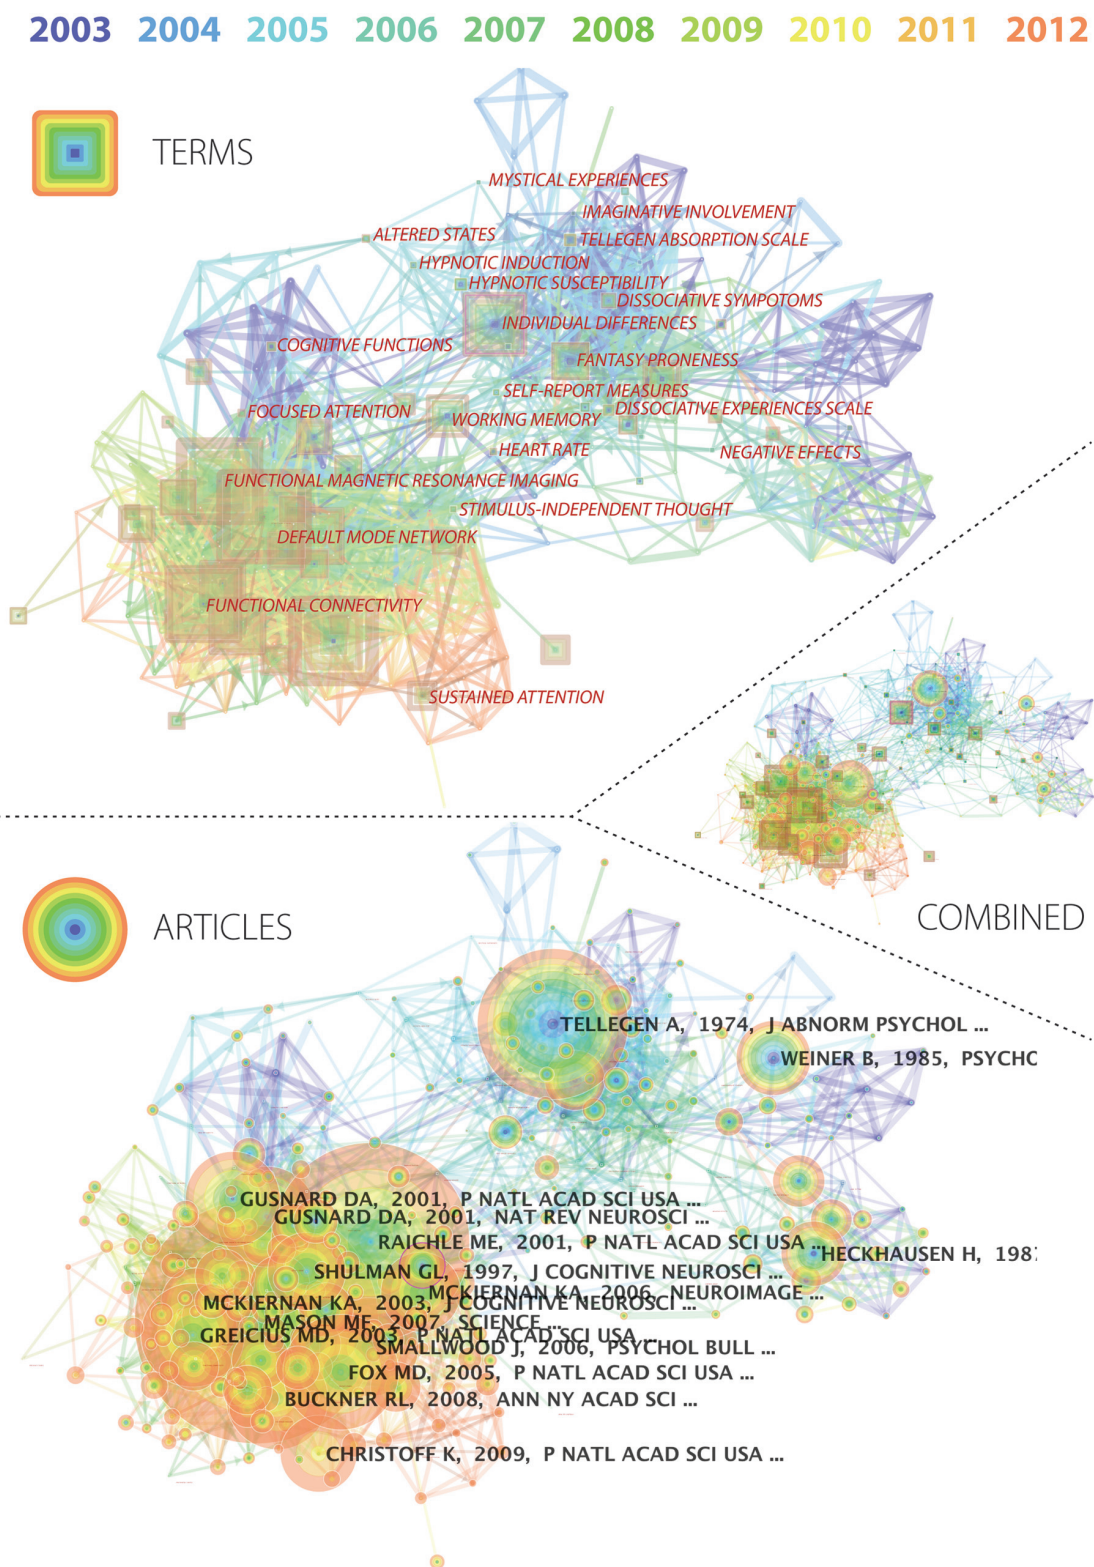 2003 2004 2005 2006 2007 2008 2009 2010 2011 2012
TERMS
MYSTICAL EXPERIENCES
IMAGINATIVE INVOLVEMENT
ALTERED STATES
TELLEGEN ABSORPTION SCALE
HYPNOTIC INDUCTION
HYPNOTIC SUSCEPTIBILITY
DISSOCIATIVE SYMPOTOMS
INDIVIDUAL DIFFERENCES
COGNITIVE FUNCTIONS
FANTASY PRONENESS
SELF-REPORT MEASURES
FOCUSED ATTENTION
DISSOCIATIVE EXPERIENCES SCALE
WORKING MEMORY
HEART RATE
NEGATIVE EFFECTS
FUNCTIONAL MAGNETIC RESONANCE IMAGING
STIMULUS-INDEPENDENT THOUGHT
DEFAULT MODE NETWORK
FUNCTIONAL CONNECTIVITY
SUSTAINED ATTENTION
COMBINED
ARTICLES
TELLEGEN A, 1974, J ABNORM PSYCHOL ...
WEINER B, 1985, PSYCHO
GUSNARD DA, 2001, P NATL ACAD SCI USA ...
GUSNARD DA, 2001, NAT REV NEUROSCI ...
RAICHLE ME, 2001, P NATL ACAD SCI USA ...
HECKHAUSEN H, 198
SHULMAN GL, 1997, J COGNITIVE NEUROSCI ...
MCKIERNAN KA, 2006, NEUROIMAGE ...
MCKIERNAN KA, 2003, J COGNITIVE NEUROSCI ...
MASON MF, 2007, SCIENCE ...
GREICIUS MD, 2003, P NATL ACAD SCI USA ...
SMALLWOOD J, 2006, PSYCHOL BULL ...
FOX MD, 2005, P NATL ACAD SCI USA ...
BUCKNER RL, 2008, ANN NY ACAD SCI ...
CHRISTOFF K, 2009, P NATL ACAD SCI USA ...